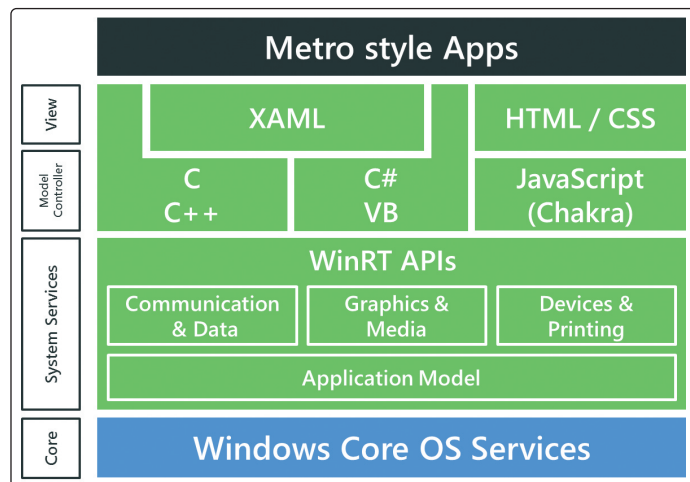 Metro style Apps
View
XAML
HTML / CSS
Model
Controller
C
C++
C#
VB
JavaScript
(Chakra)
System Services
WinRT APIs
Communication
& Data
Graphics &
Media
Devices &
Printing
Application Model
Core
Windows Core OS Services